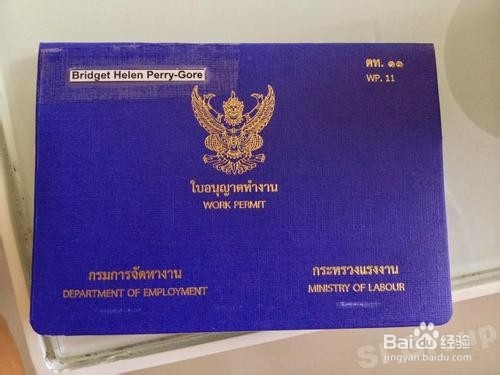 Bridget Helen Perry-Gore
ตท. ๑๑
WP. 11
ใบอนุญาตทำงาน
WORK PERMIT
กรมการจัดหางาน
DEPARTMENT OF EMPLOYMENT
กระทรวงแรงงาน
MINISTRY OF LABOUR
Baidu 经验
jingyan.baidu.com